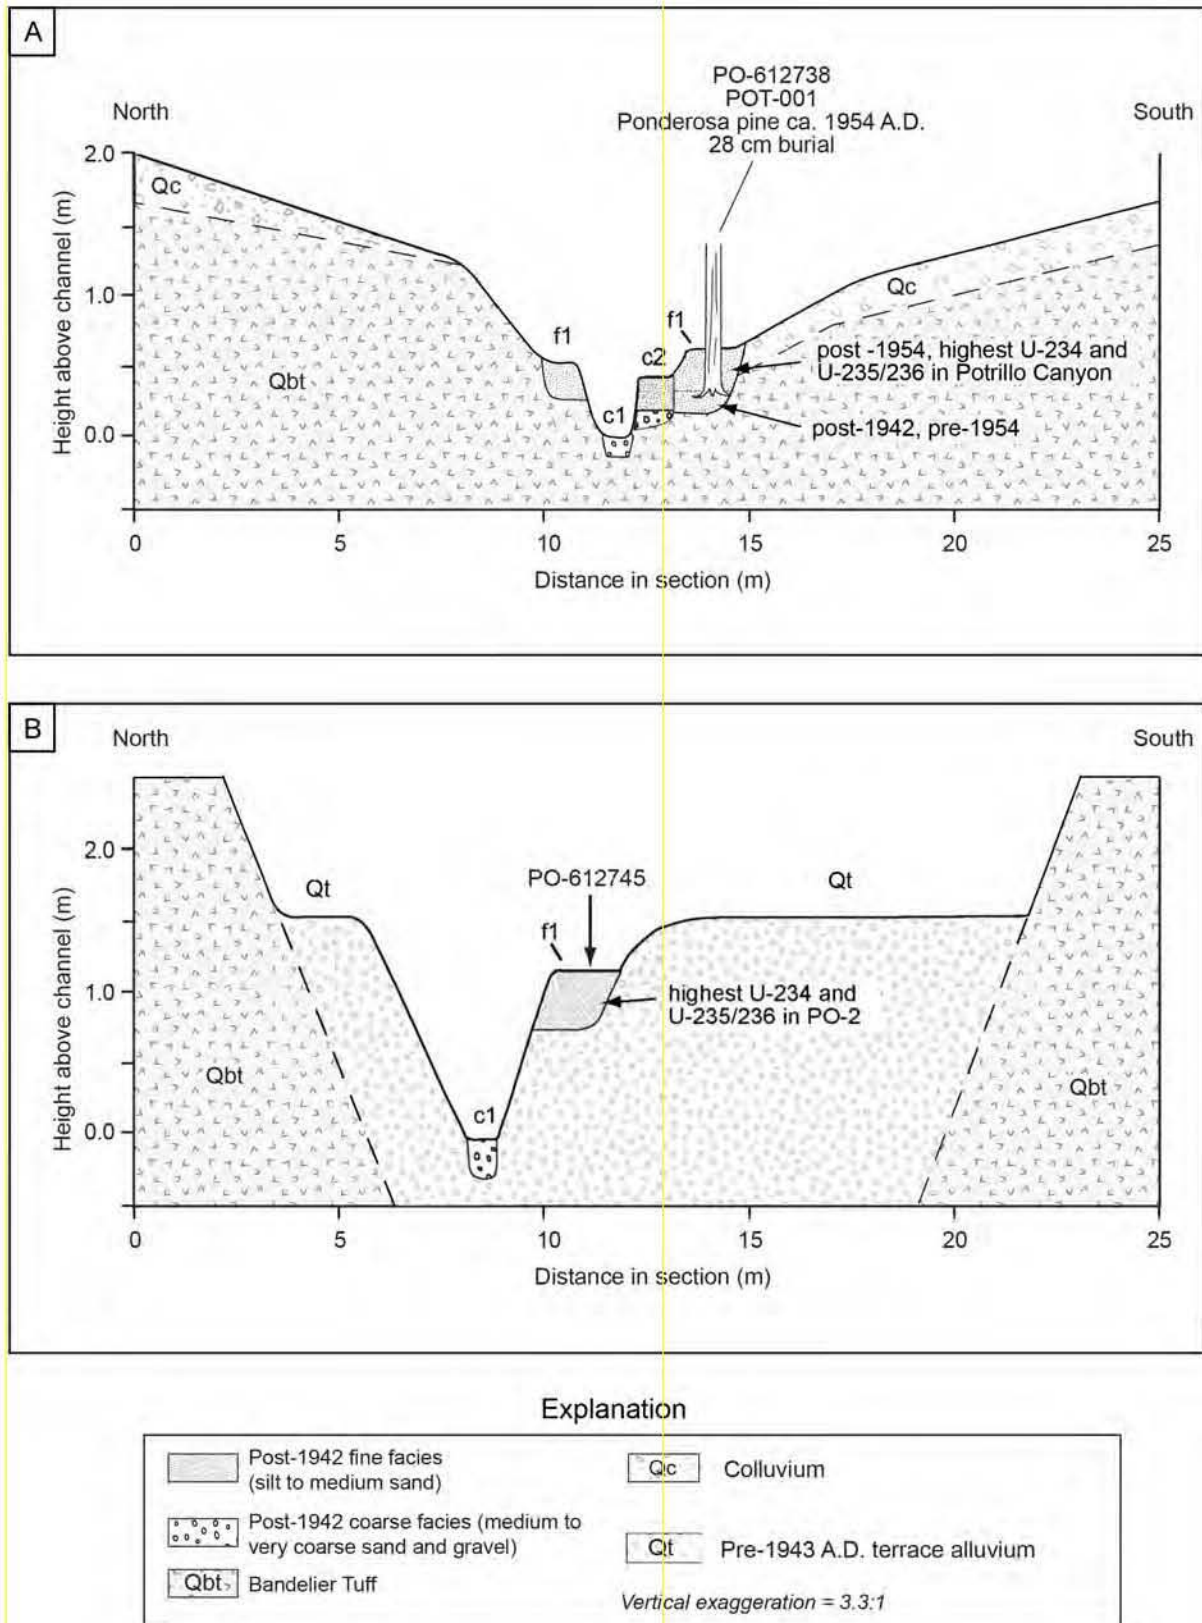 A
North
South
PO-612738
POT-001
Ponderosa pine ca. 1954 A.D.
28 cm burial
2.0
1.0
0.0
Height above channel (m)
Qc
Qbt
f1
c1
c2
f1
Qc
post -1954, highest U-234 and
U-235/236 in Potrillo Canyon
post-1942, pre-1954
0
5
10
15
20
25
Distance in section (m)
B
North
South
2.0
1.0
0.0
Height above channel (m)
Qt
Qbt
c1
f1
PO-612745
Qt
highest U-234 and
U-235/236 in PO-2
Qbt
0
5
10
15
20
25
Distance in section (m)
Explanation
Post-1942 fine facies
(silt to medium sand)
Post-1942 coarse facies (medium to
very coarse sand and gravel)
Qbt
Bandelier Tuff
Qc
Colluvium
Qt
Pre-1943 A.D. terrace alluvium
Vertical exaggeration = 3.3:1